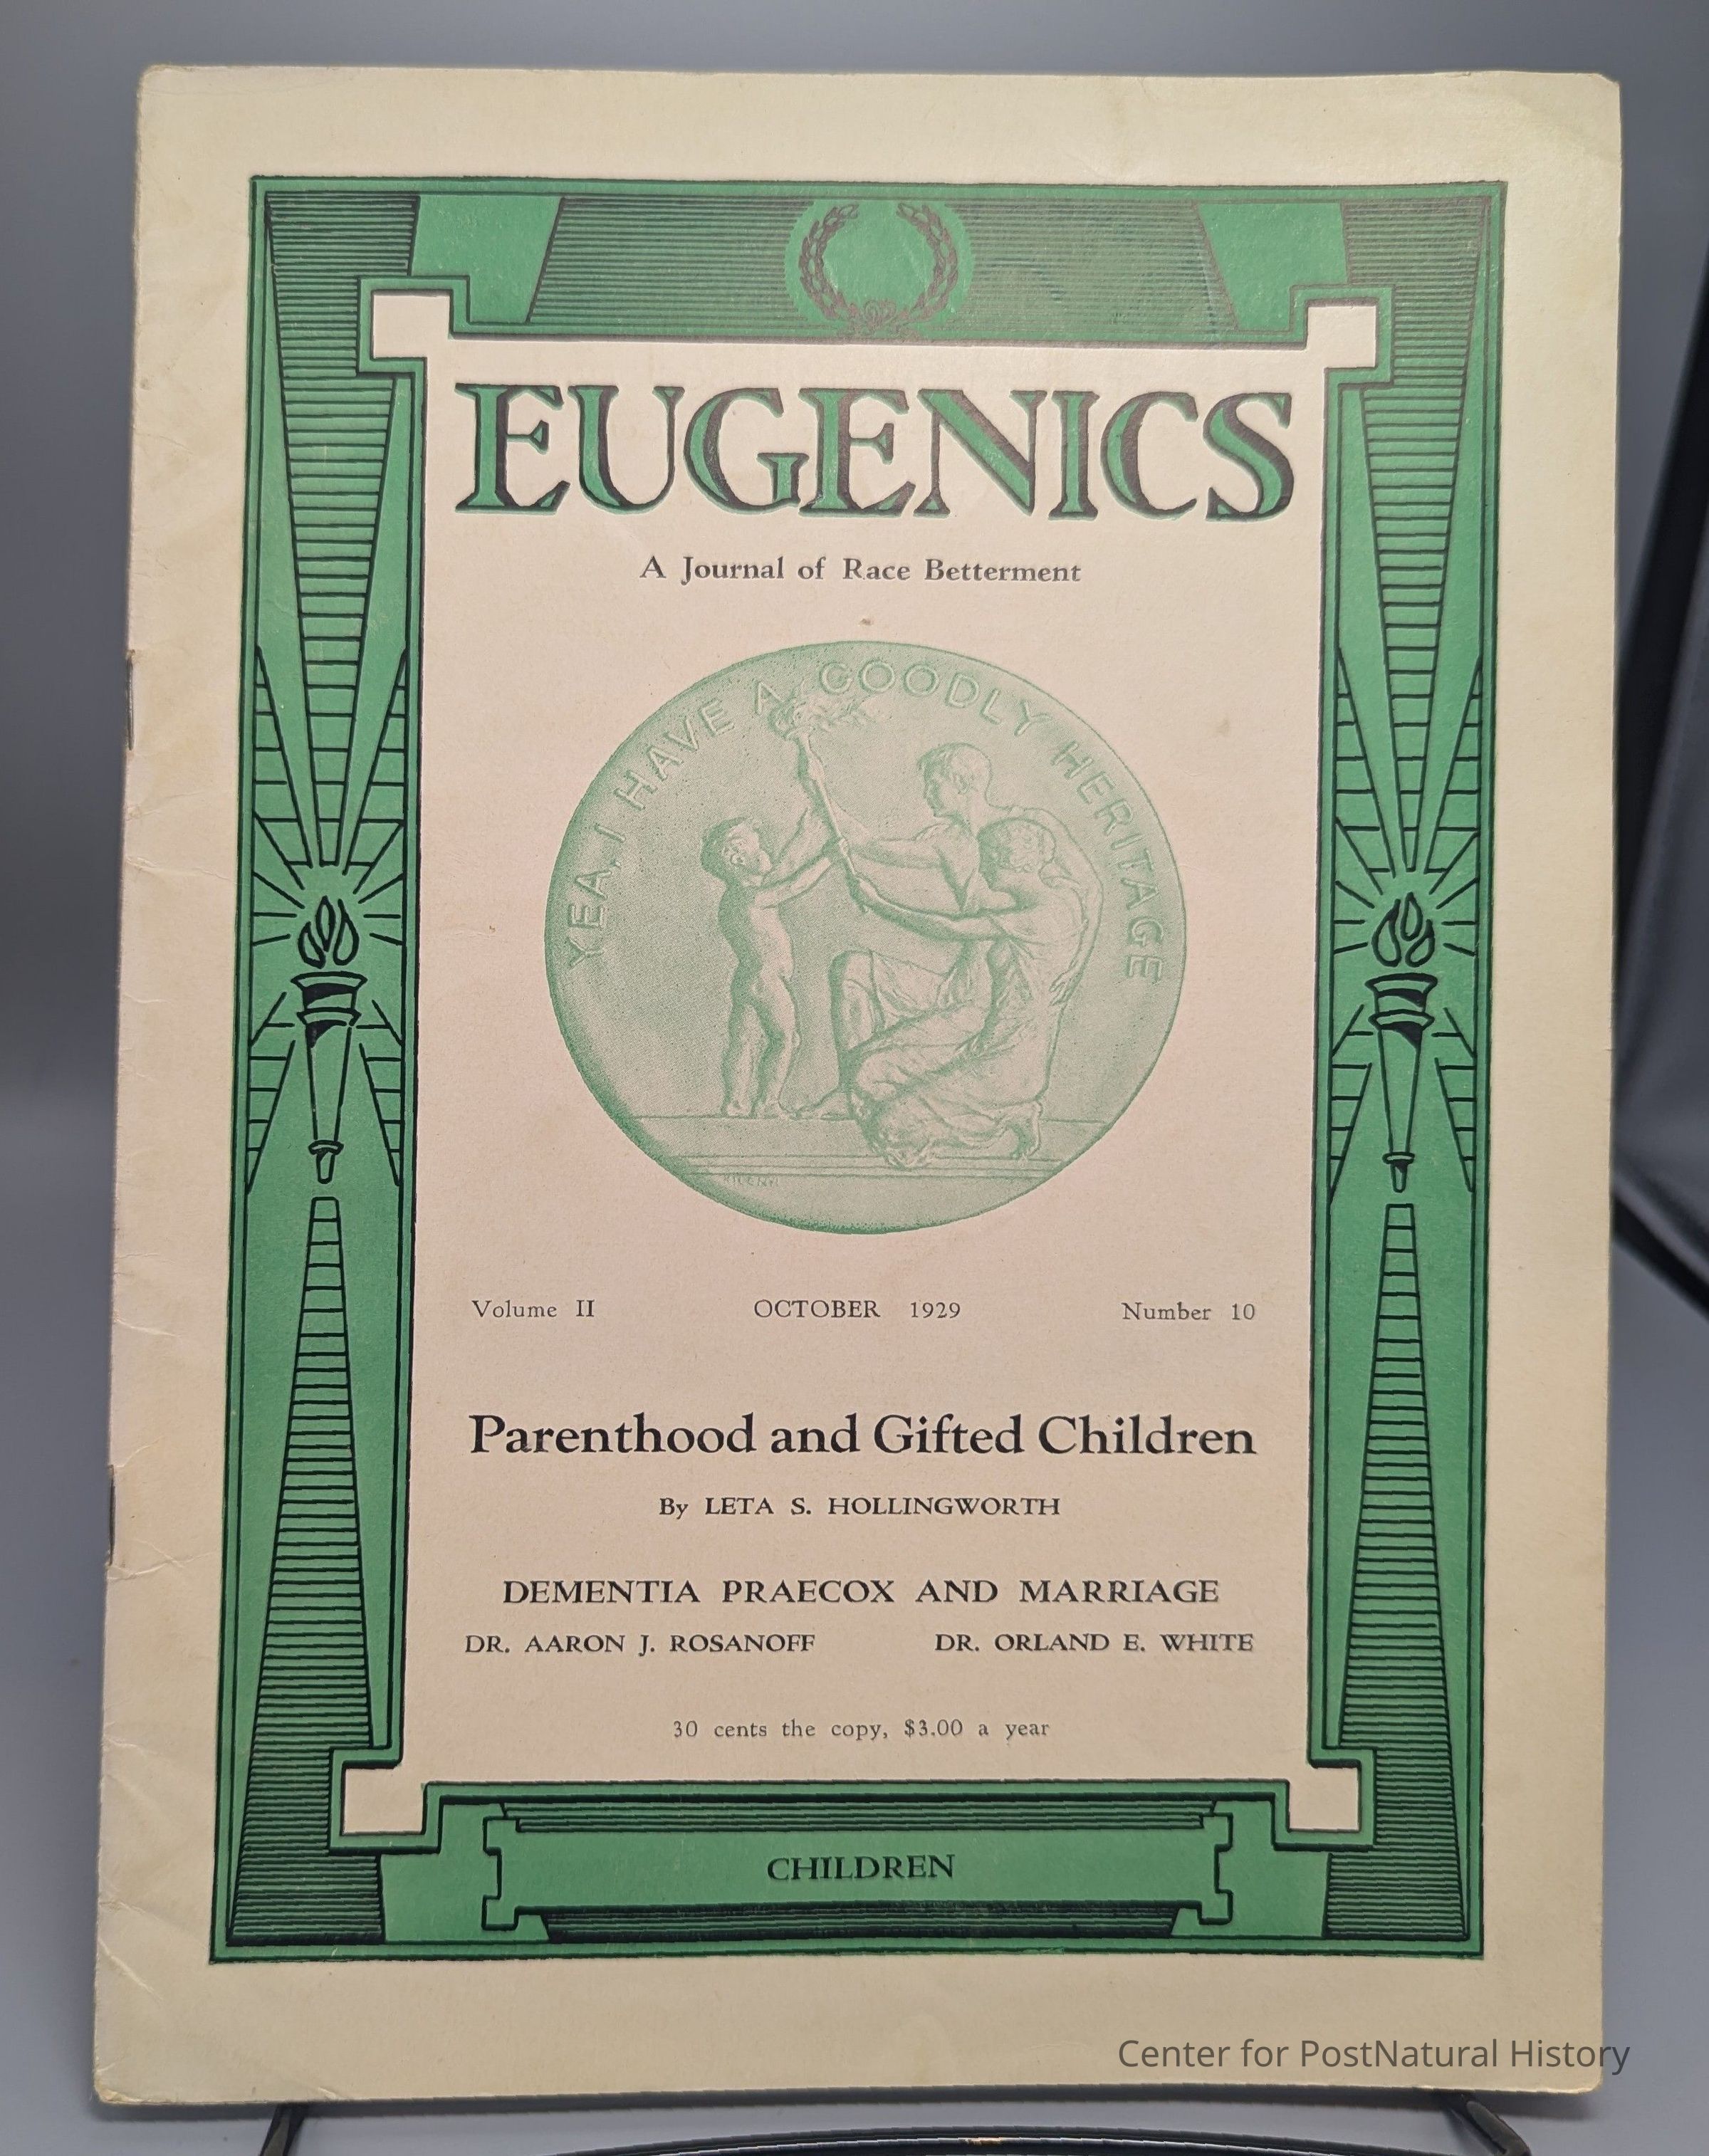 EUGENICS
A Journal of Race Betterment
YEA, I HAVE A GOODLY HERITAGE
Volume II OCTOBER 1929 Number 10
Parenthood and Gifted Children
By LETA S. HOLLINGWORTH
DEMENTIA PRAECOX AND MARRIAGE
DR. AARON J. ROSANOFF DR. ORLAND E. WHITE
30 cents the copy, $3.00 a year
CHILDREN
Center for PostNatural History